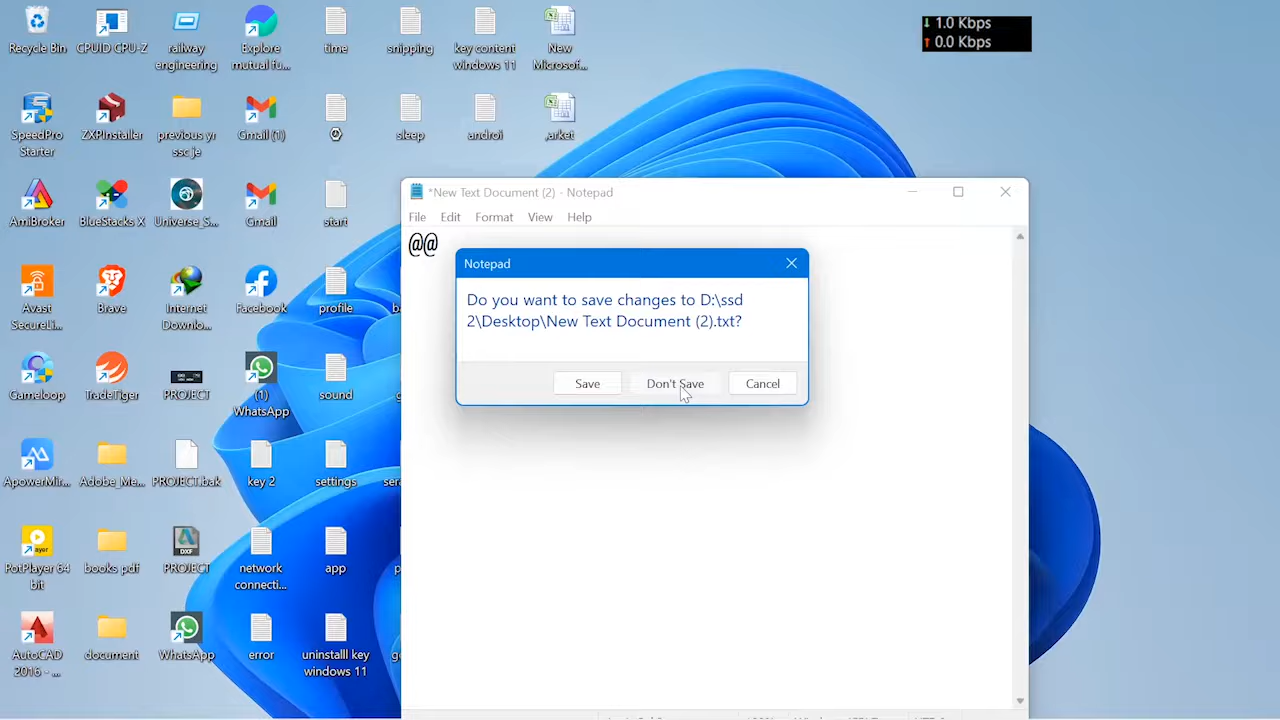 Recycle Bin
CPUID CPU-Z
railway
engineering
Explore
mutual fu...
time
snipping
key content
windows 11
New
Microsof...
1.0 Kbps
0.0 Kbps
SpeedPro
Starter
ZXPInstaller
previous yr
ssc je
Gmail (1)
sleep
androi
.arket
AmiBroker
BlueStacks X
Universe_S...
Gmail
start
*New Text Document (2) - Notepad
File Edit Format View Help
@@
Notepad
Do you want to save changes to D:\ssd
2\Desktop\New Text Document (2).txt?
Save
Don't Save
Cancel
Avast
SecureLi...
Brave
Internet
Downlo...
Facebook
profile
Gameloop
TradeTiger
PROJECT
(1)
WhatsApp
sound
ApowerMir...
Adobe_Me...
PROJECT.bak
key 2
settings
PotPlayer 64
bit
books pdf
DXF
PROJECT
network
connecti...
app
AutoCAD
2016 - ...
document
WhatsApp
error
uninstalll key
windows 11